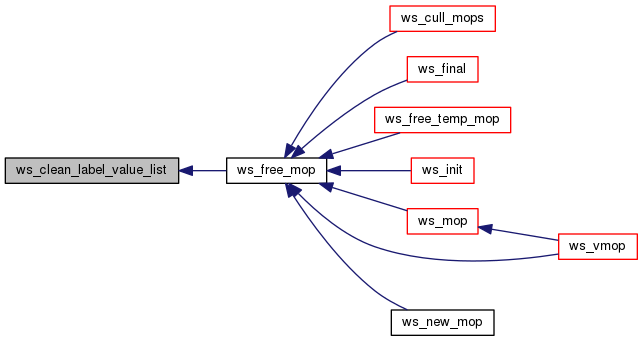 ws_cull_mops
ws_final
ws_free_temp_mop
ws_clean_label_value_list
ws_free_mop
ws_init
ws_mop
ws_vmop
ws_new_mop